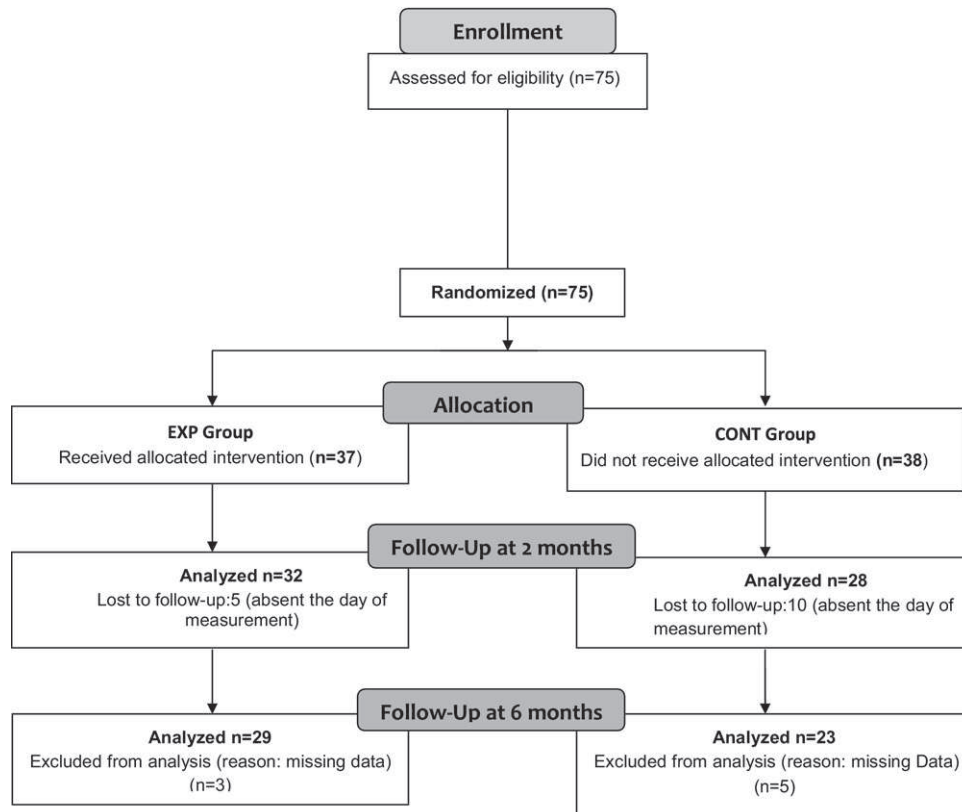 Enrollment
Assessed for eligibility (n=75)
Randomized (n=75)
Allocation
EXP Group
Received allocated intervention (n=37)
CONT Group
Did not receive allocated intervention (n=38)
Follow-Up at 2 months
Analyzed n=32
Lost to follow-up:5 (absent the day of
measurement)
Analyzed n=28
Lost to follow-up:10 (absent the day of
measurement)
Follow-Up at 6 months
Analyzed n=29
Excluded from analysis (reason: missing data)
(n=3)
Analyzed n=23
Excluded from analysis (reason: missing Data)
(n=5)